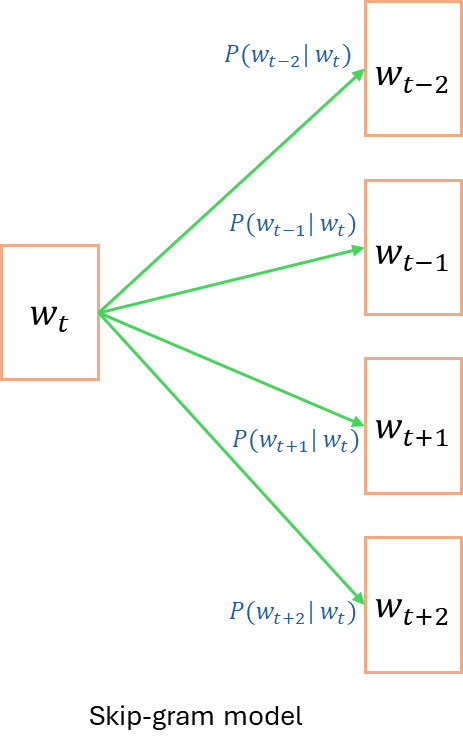 P(w_{t−2} | w_t)
w_{t−2}
P(w_{t−1} | w_t)
w_{t−1}
w_t
w_{t+1}
P(w_{t+1} | w_t)
w_{t+2}
P(w_{t+2} | w_t)
Skip-gram model